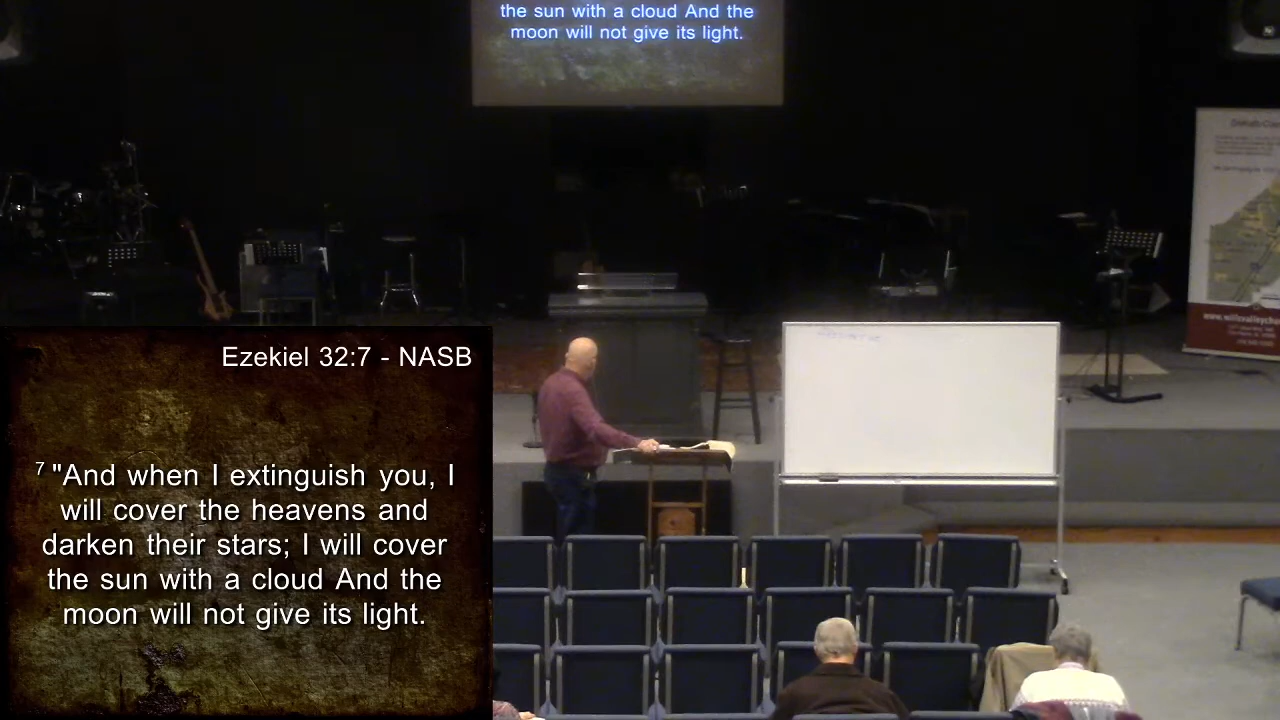 the sun with a cloud And the
moon will not give its light.
Ezekiel 32:7 - NASB
7 "And when I extinguish you, I
will cover the heavens and
darken their stars; I will cover
the sun with a cloud And the
moon will not give its light.